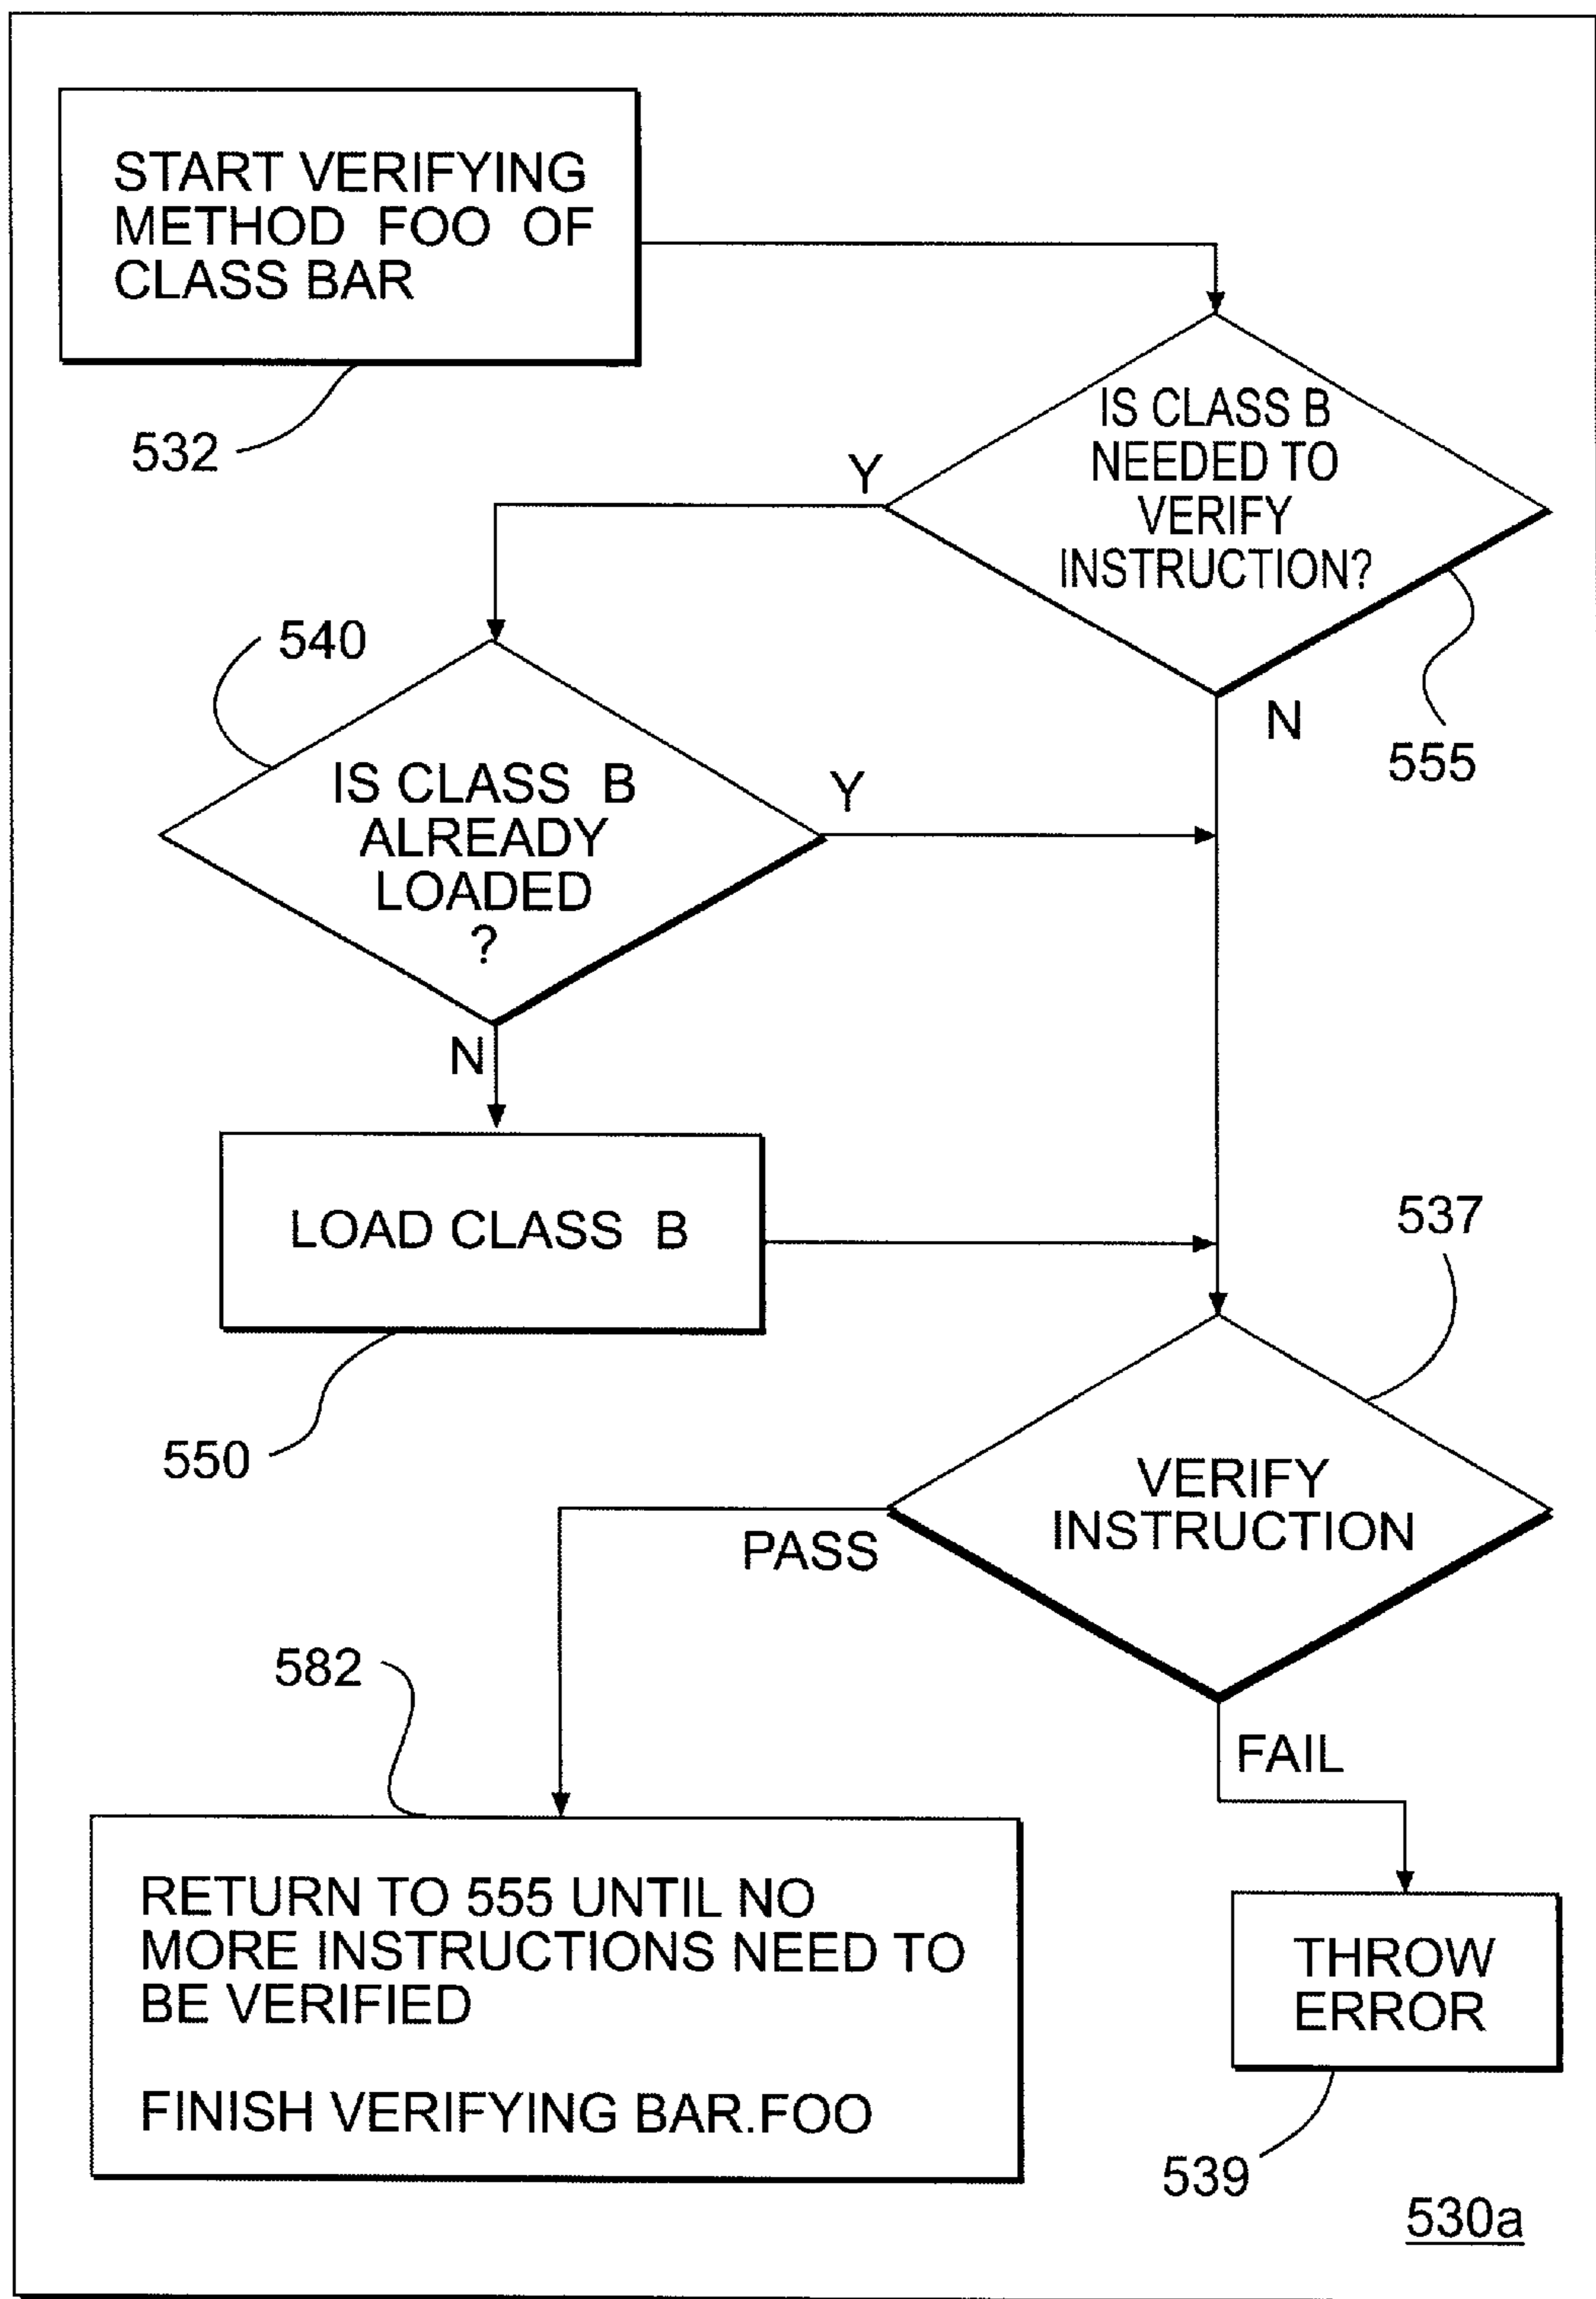 START VERIFYING
METHOD FOO OF
CLASS BAR
532
IS CLASS B
NEEDED TO
VERIFY
INSTRUCTION?
Y
N
555
540
IS CLASS B
ALREADY
LOADED
?
Y
N
LOAD CLASS B
550
537
VERIFY
INSTRUCTION
PASS
FAIL
582
RETURN TO 555 UNTIL NO
MORE INSTRUCTIONS NEED TO
BE VERIFIED
FINISH VERIFYING BAR.FOO
THROW
ERROR
539
530a